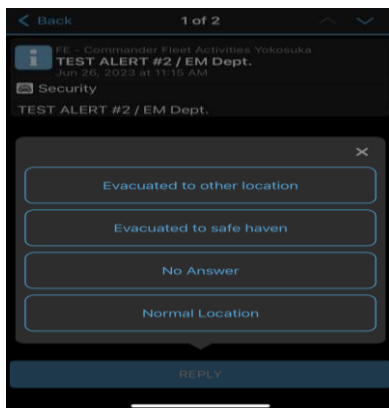 Back
1 of 2
FE - Commander Fleet Activities Yokosuka
TEST ALERT #2 / EM Dept.
Jun 26, 2023 at 11:15 AM
Security
TEST ALERT #2 / EM Dept.
Evacuated to other location
Evacuated to safe haven
No Answer
Normal Location
REPLY